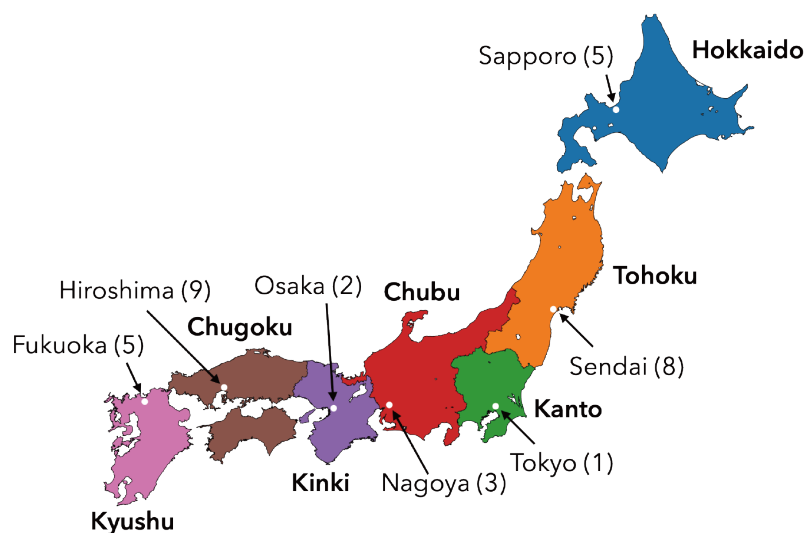 Hokkaido
Sapporo (5)
Tohoku
Osaka (2)
Chubu
Hiroshima (9)
Chugoku
Fukuoka (5)
Sendai (8)
Kanto
Tokyo (1)
Kinki
Nagoya (3)
Kyushu